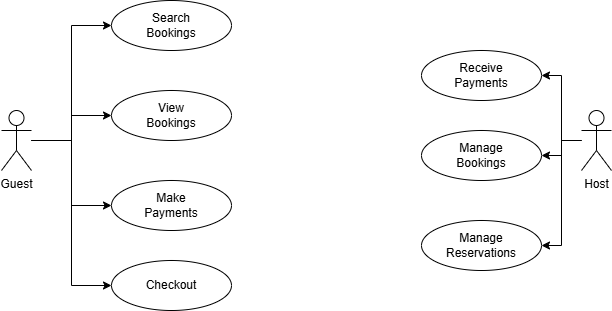 Search
Bookings
View
Bookings
Make
Payments
Checkout
Guest
Receive
Payments
Manage
Bookings
Manage
Reservations
Host